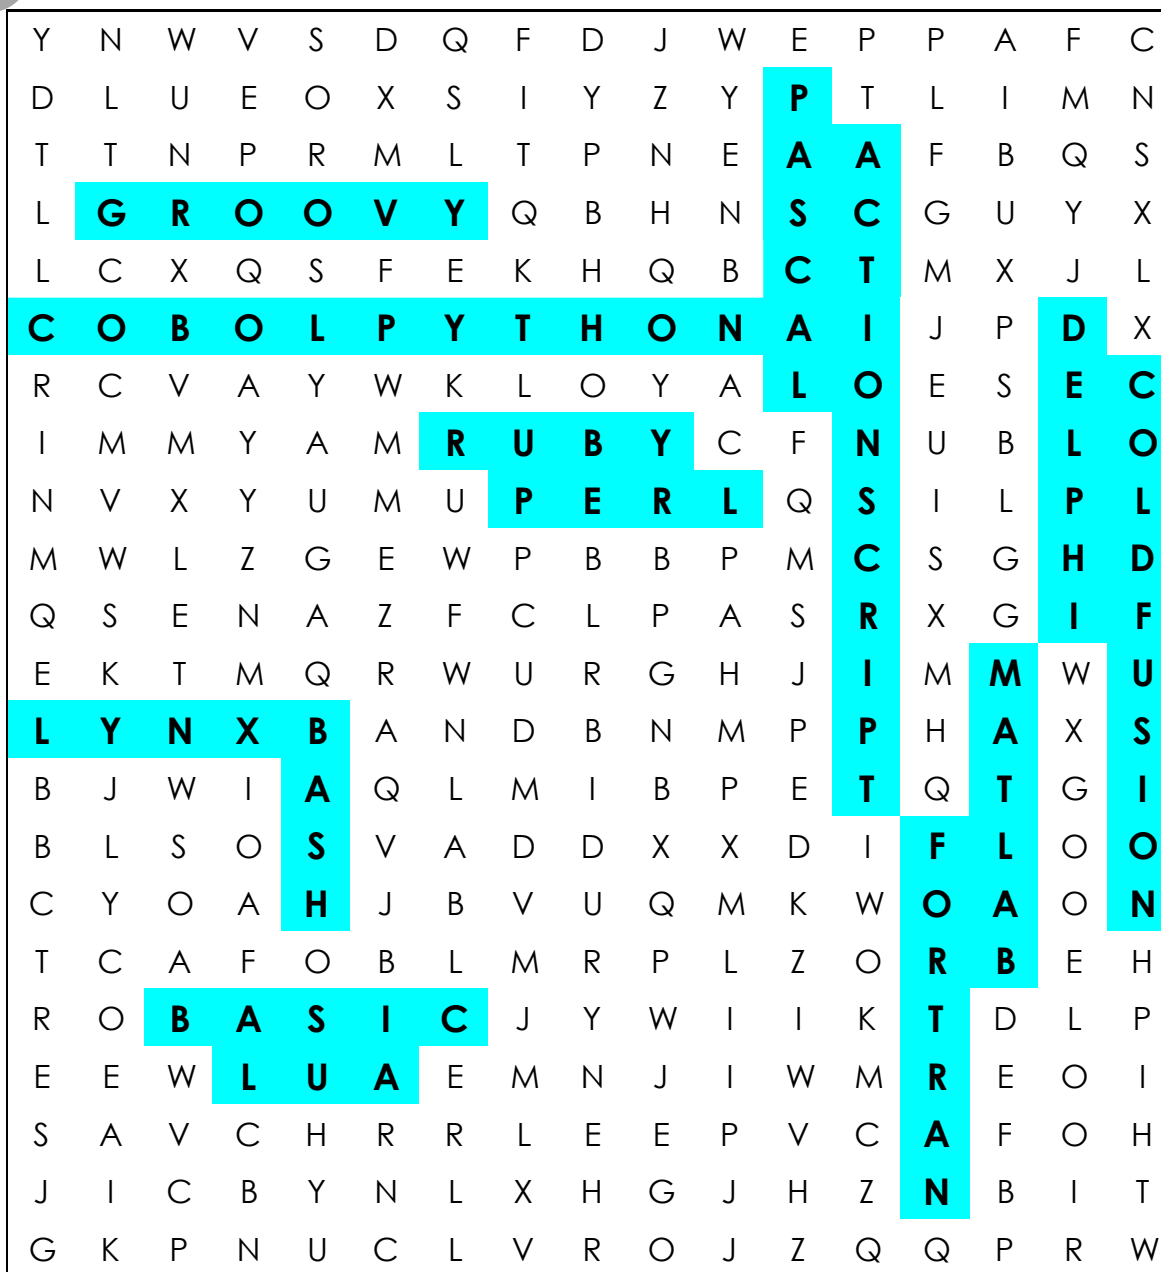 Y N W V S D Q F D J W E P P A F C
D L U E O X S I Y Z Y P T L I M N
T T N P R M L T P N E A A F B Q S
L G R O O V Y Q B H N S C G U Y X
L C X Q S F E K H Q B C T M X J L
C O B O L P Y T H O N A I J P D X
R C V A Y W K L O Y A L O E S E C
I M M Y A M R U B Y C F N U B L O
N V X Y U M U P E R L Q S I L P L
M W L Z G E W P B B P M C S G H D
Q S E N A Z F C L P A S R X G I F
E K T M Q R W U R G H J I M M W U
L Y N X B A N D B N M P P H A X S
B J W I A Q L M I B P E T Q T G I
B L S O S V A D D X X D I F L O O
C Y O A H J B V U Q M K W O A O N
T C A F O B L M R P L Z O R B E H
R O B A S I C J Y W I I K T D L P
E E W L U A E M N J I W M R E O I
S A V C H R R L E E P V C A F O H
J I C B Y N L X H G J H Z N B I T
G K P N U C L V R O J Z Q Q P R W